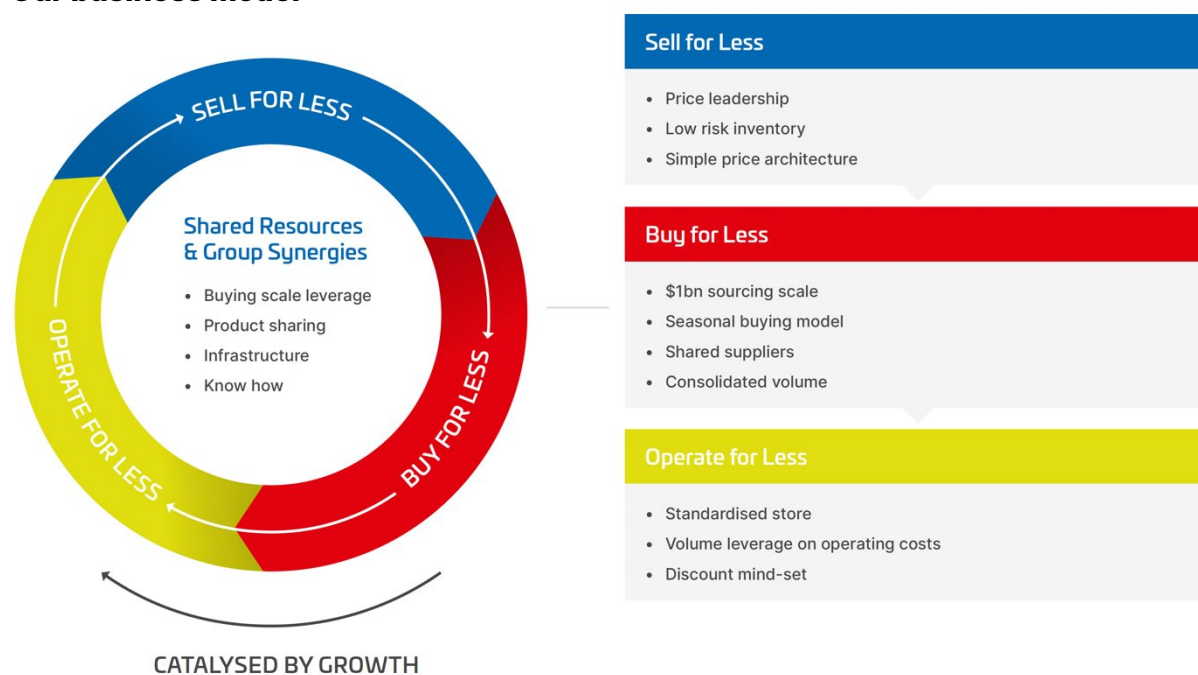 Our business model
SELL FOR LESS
BUY FOR LESS
OPERATE FOR LESS
Shared Resources
& Group Synergies
• Buying scale leverage
• Product sharing
• Infrastructure
• Know how
CATALYSED BY GROWTH
Sell for Less
• Price leadership
• Low risk inventory
• Simple price architecture
Buy for Less
• $1bn sourcing scale
• Seasonal buying model
• Shared suppliers
• Consolidated volume
Operate for Less
• Standardised store
• Volume leverage on operating costs
• Discount mind-set